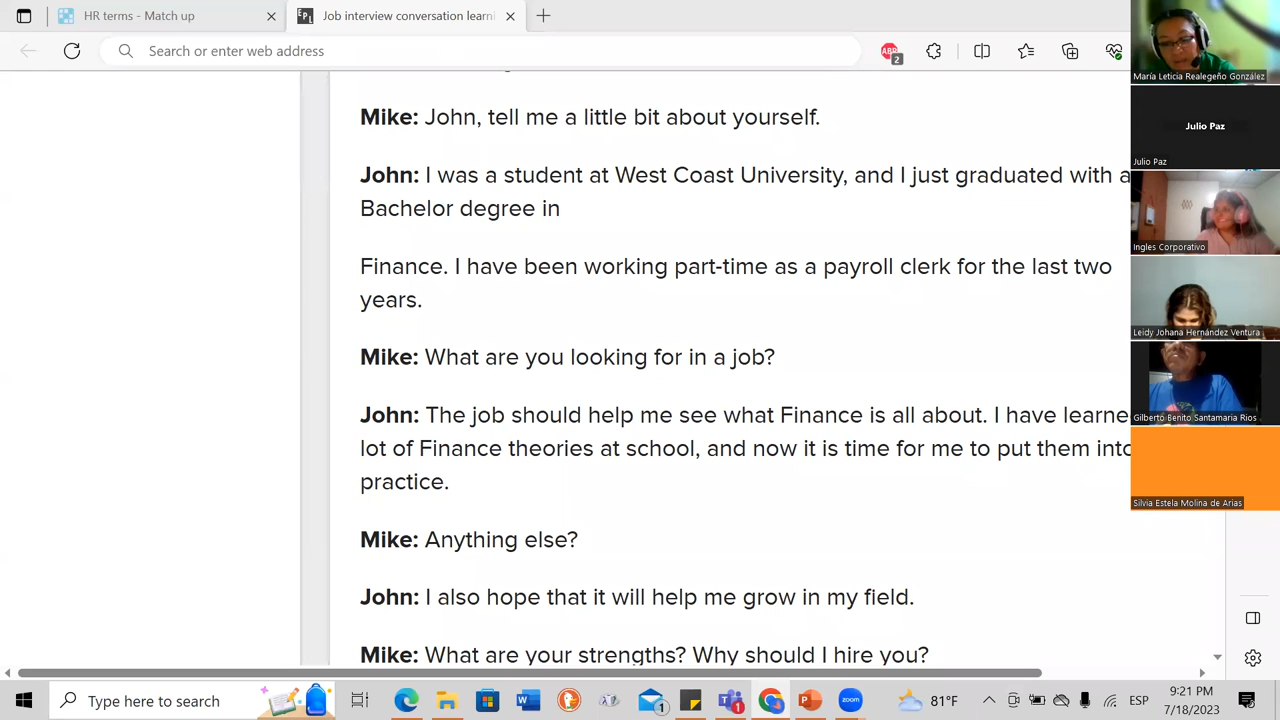 HR terms - Match up
EPL
Job interview conversation learni
Search or enter web address
ABP
2
Mike: John, tell me a little bit about yourself.
John: I was a student at West Coast University, and I just graduated with a
Bachelor degree in
Finance. I have been working part-time as a payroll clerk for the last two
years.
Mike: What are you looking for in a job?
John: The job should help me see what Finance is all about. I have learne
lot of Finance theories at school, and now it is time for me to put them into
practice.
Mike: Anything else?
John: I also hope that it will help me grow in my field.
Mike: What are your strengths? Why should I hire you?
María Leticia Realegeño González
Julio Paz
Julio Paz
Ingles Corporativo
Leidy Johana Hernández Ventura
Gilberto Benito Santamaria Rios
Silvia Estela Molina de Arias
Type here to search
1
1
zoom
81°F
ESP
9:21 PM
7/18/2023